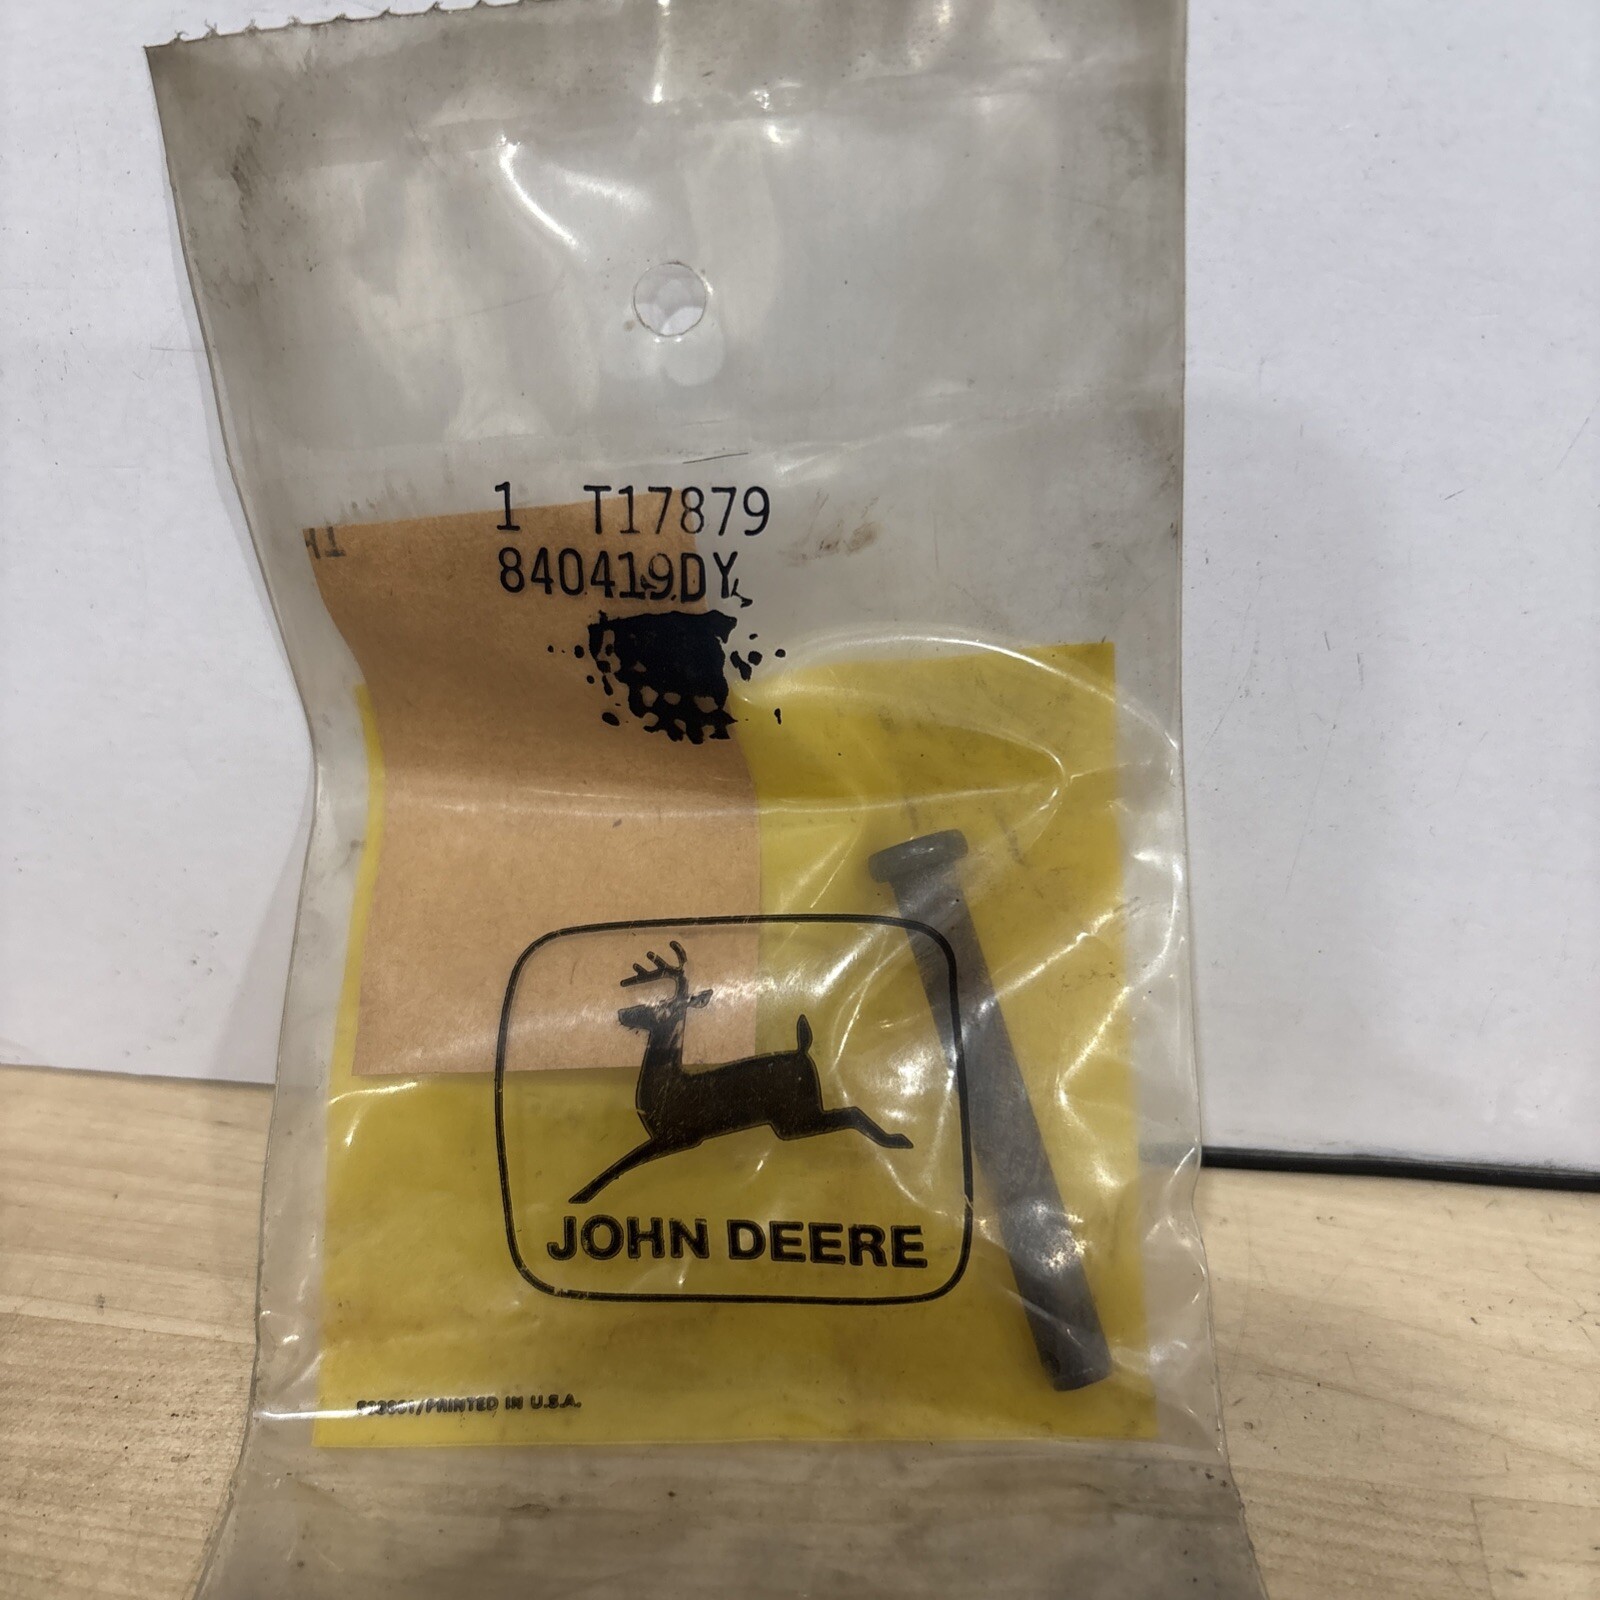 1 T17879
840419DY
JOHN DEERE
/PRINTED IN U.S.A.